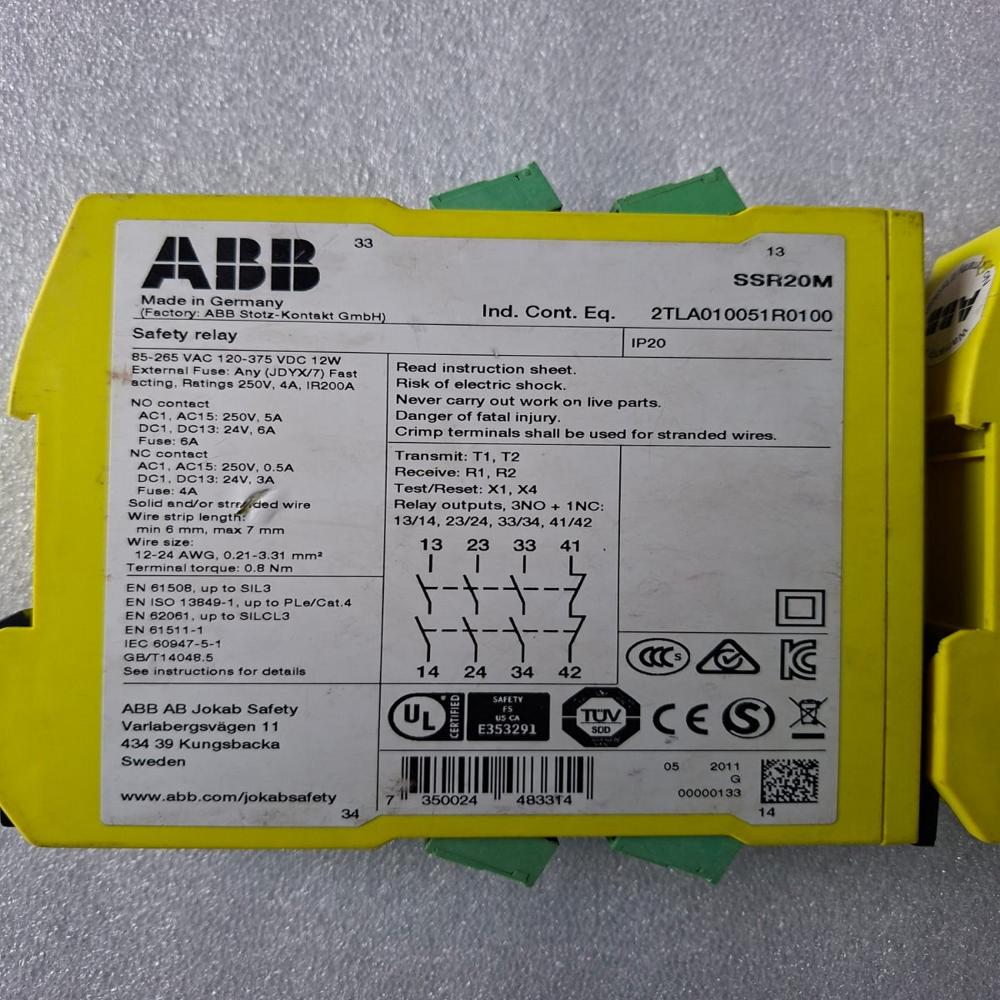 ABB
33
13
SSR20M
Made in Germany
(Factory: ABB Stotz-Kontakt GmbH)
Ind. Cont. Eq.
2TLA010051R0100
Safety relay
IP20
85-265 VAC 120-375 VDC 12W
External Fuse: Any (JDYX/7) Fast
acting, Ratings 250V, 4A, IR200A
NO contact
AC1, AC15: 250V, 5A
DC1, DC13: 24V, 6A
Fuse: 6A
NC contact
AC1, AC15: 250V, 0.5A
DC1, DC13: 24V, 3A
Fuse: 4A
Solid and/or stranded wire
Wire strip length:
min 6 mm, max 7 mm
Wire size:
12-24 AWG, 0.21-3.31 mm²
Terminal torque: 0.8 Nm
EN 61508, up to SIL3
EN ISO 13849-1, up to PLe/Cat.4
EN 62061, up to SILCL3
EN 61511-1
IEC 60947-5-1
GB/T14048.5
See instructions for details
ABB AB Jokab Safety
Varlabergsvägen 11
434 39 Kungsbacka
Sweden
www.abb.com/jokabsafety
34
Read instruction sheet.
Risk of electric shock.
Never carry out work on live parts.
Danger of fatal injury.
Crimp terminals shall be used for stranded wires.
Transmit: T1, T2
Receive: R1, R2
Test/Reset: X1, X4
Relay outputs, 3NO + 1NC:
13/14, 23/24, 33/34, 41/42
13 23 33 41
14 24 34 42
CCC S
KC
UL CERTIFIED
SAFETY
FS
US CA
E353291
TÜV
SÜD
CE
S
7 350024 483314
05 2011
G
00000133
14
ABB